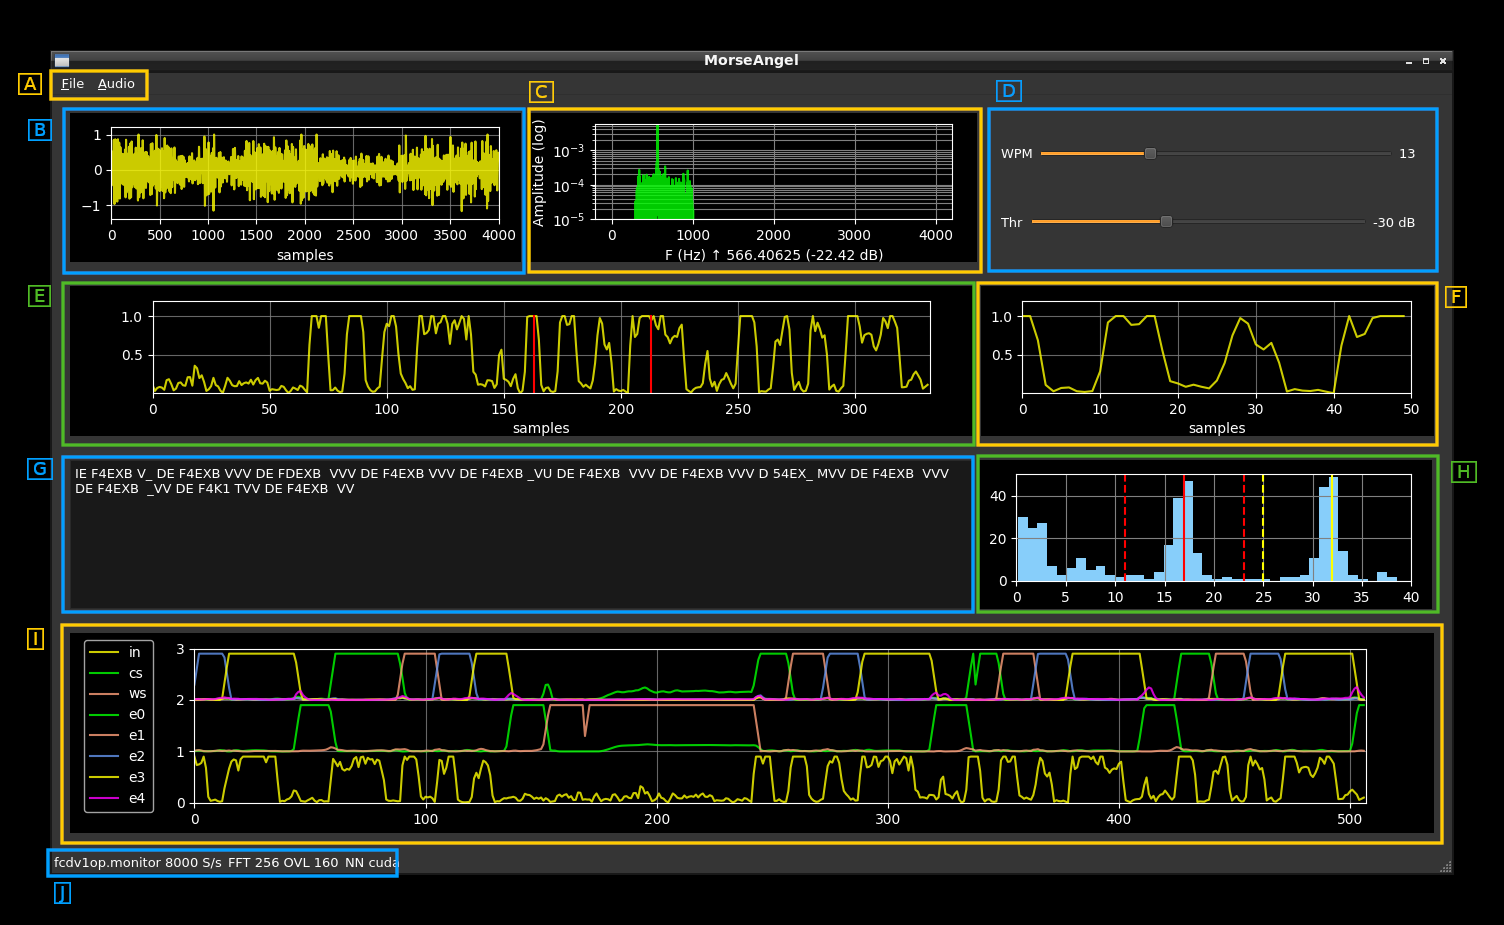 MorseAngel
A
File Audio
B
1
0
−1
0 500 1000 1500 2000 2500 3000 3500 4000
samples
C
Amplitude (log)
10⁻³
10⁻⁴
10⁻⁵
0 1000 2000 3000 4000
F (Hz) ↑ 566.40625 (-22.42 dB)
D
WPM 13
Thr -30 dB
E
1.0
0.5
0 50 100 150 200 250 300
samples
F
1.0
0.5
0 10 20 30 40 50
samples
G
IE F4EXB V_ DE F4EXB VVV DE FDEXB  VVV DE F4EXB VVV DE F4EXB _VU DE F4EXB  VVV DE F4EXB VVV D 54EX_ MVV DE F4EXB  VVV
DE F4EXB  _VV DE F4K1 TVV DE F4EXB  VV
H
40
20
0
0 5 10 15 20 25 30 35 40
I
in
cs
ws
e0
e1
e2
e3
e4
3
2
1
0
0 100 200 300 400 500
fcdv1op.monitor 8000 S/s FFT 256 OVL 160 NN cuda
J